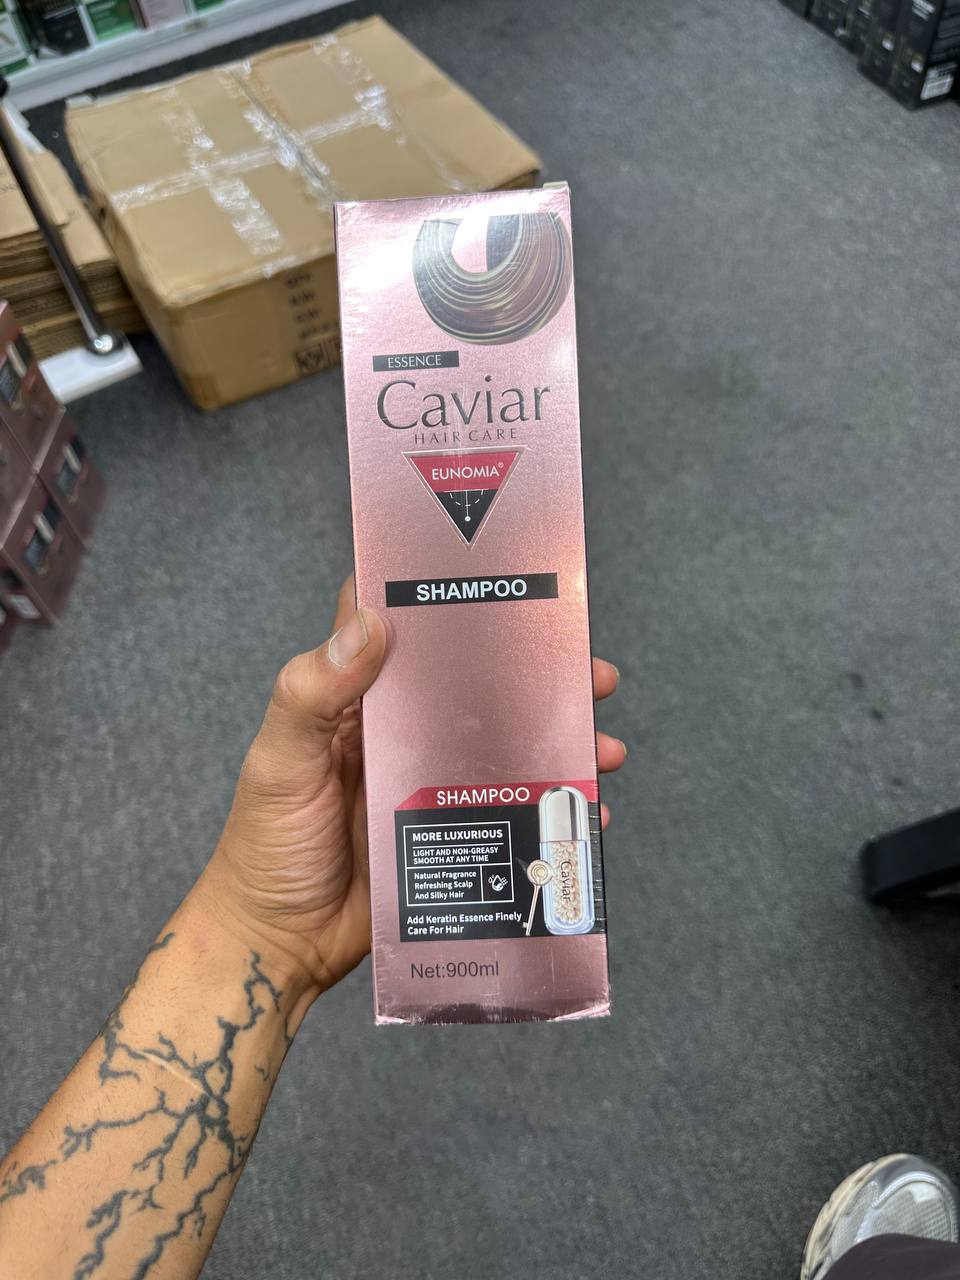 ESSENCE
Caviar
HAIR CARE
EUNOMIA®
SHAMPOO
SHAMPOO
MORE LUXURIOUS
LIGHT AND NON-GREASY
SMOOTH AT ANY TIME
Natural Fragrance
Refreshing Scalp
And Silky Hair
Caviar
Add Keratin Essence Finely
Care For Hair
Net:900ml